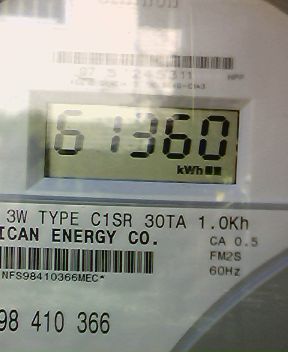 61360
kWh
3W TYPE C1SR 30TA 1.0Kh
ICAN ENERGY CO.
CA 0.5
FM2S
60Hz
NFS98410366MEC*
98 410 366